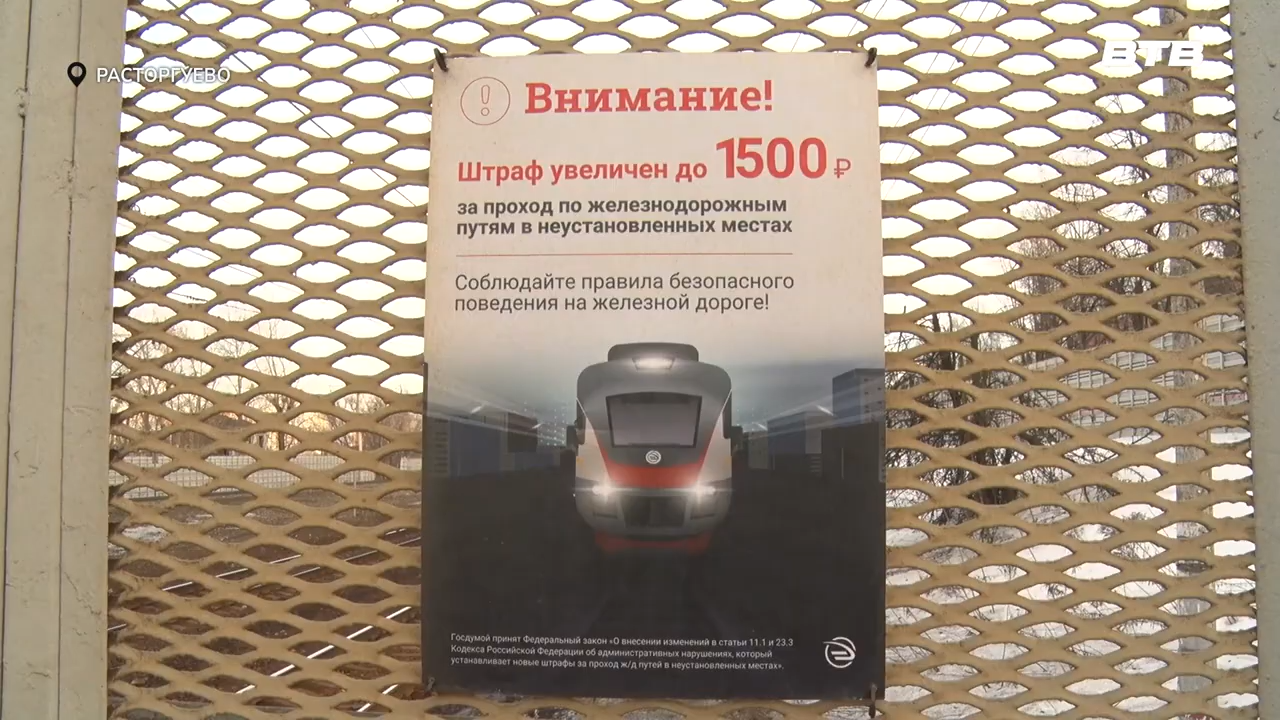 РАСТОРГУЕВО
ВТВ
Внимание!
Штраф увеличен до 1500 ₽
за проход по железнодорожным
путям в неустановленных местах
Соблюдайте правила безопасного
поведения на железной дороге!
Госдумой принят Федеральный закон «О внесении изменений в статьи 11.1 и 23.3
Кодекса Российской Федерации об административных нарушениях, который
устанавливает новые штрафы за проход ж/д путей в неустановленных местах».